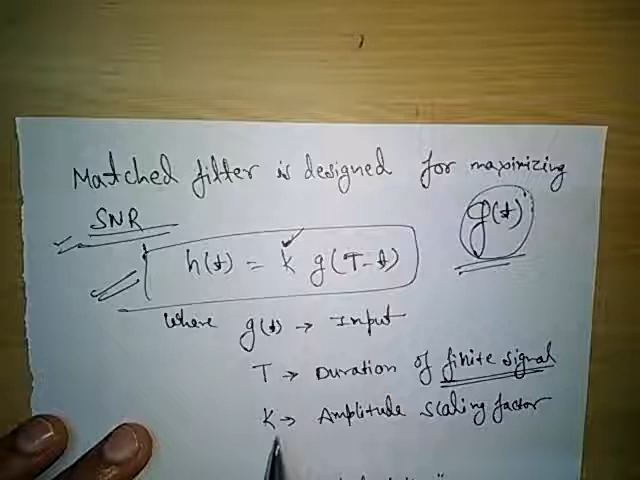 Matched filter is designed for maximizing
SNR
g(t)
h(t) = k g(T-t)
Where g(t) → Input
T → Duration of finite signal
K → Amplitude scaling factor